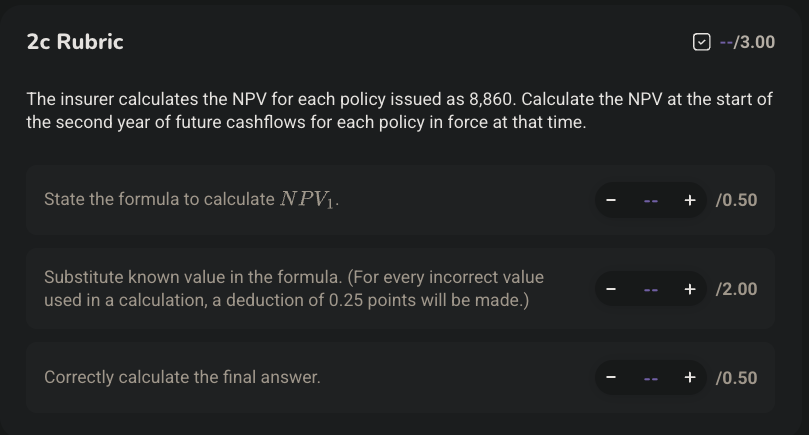 2c Rubric
--/3.00
The insurer calculates the NPV for each policy issued as 8,860. Calculate the NPV at the start of
the second year of future cashflows for each policy in force at that time.
State the formula to calculate NPV₁.
− -- + /0.50
Substitute known value in the formula. (For every incorrect value
used in a calculation, a deduction of 0.25 points will be made.)
− -- + /2.00
Correctly calculate the final answer.
− -- + /0.50